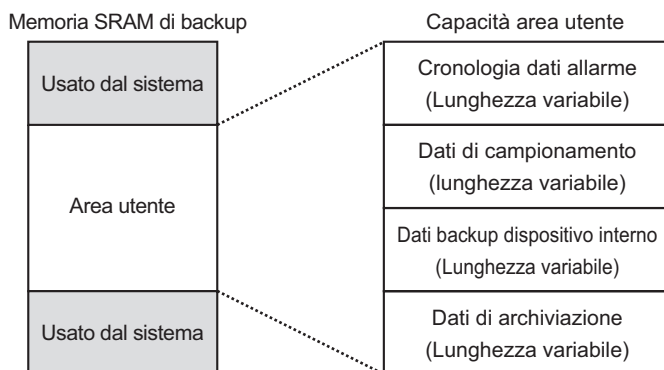 Memoria SRAM di backup
Usato dal sistema
Area utente
Usato dal sistema
Capacità area utente
Cronologia dati allarme
(Lunghezza variabile)
Dati di campionamento
(lunghezza variabile)
Dati backup dispositivo interno
(Lunghezza variabile)
Dati di archiviazione
(Lunghezza variabile)